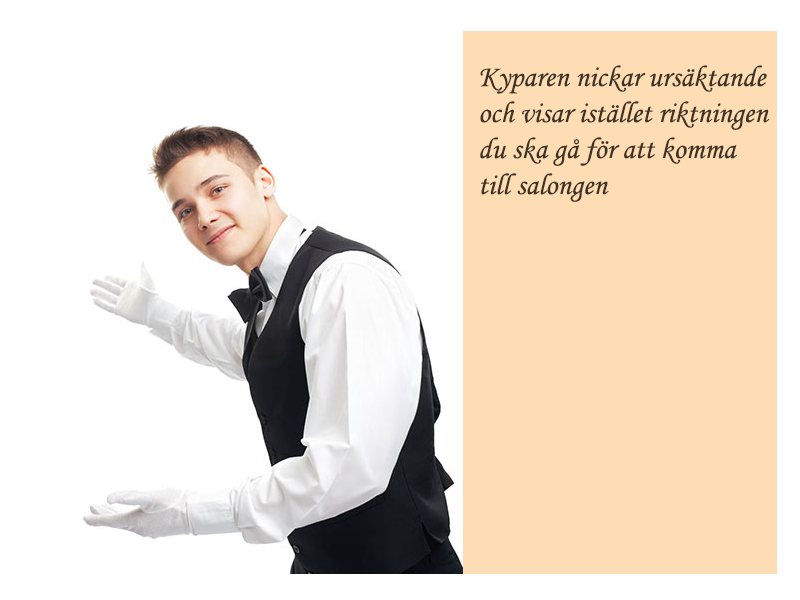 Kyparen nickar ursäktande
och visar istället riktningen
du ska gå för att komma
till salongen